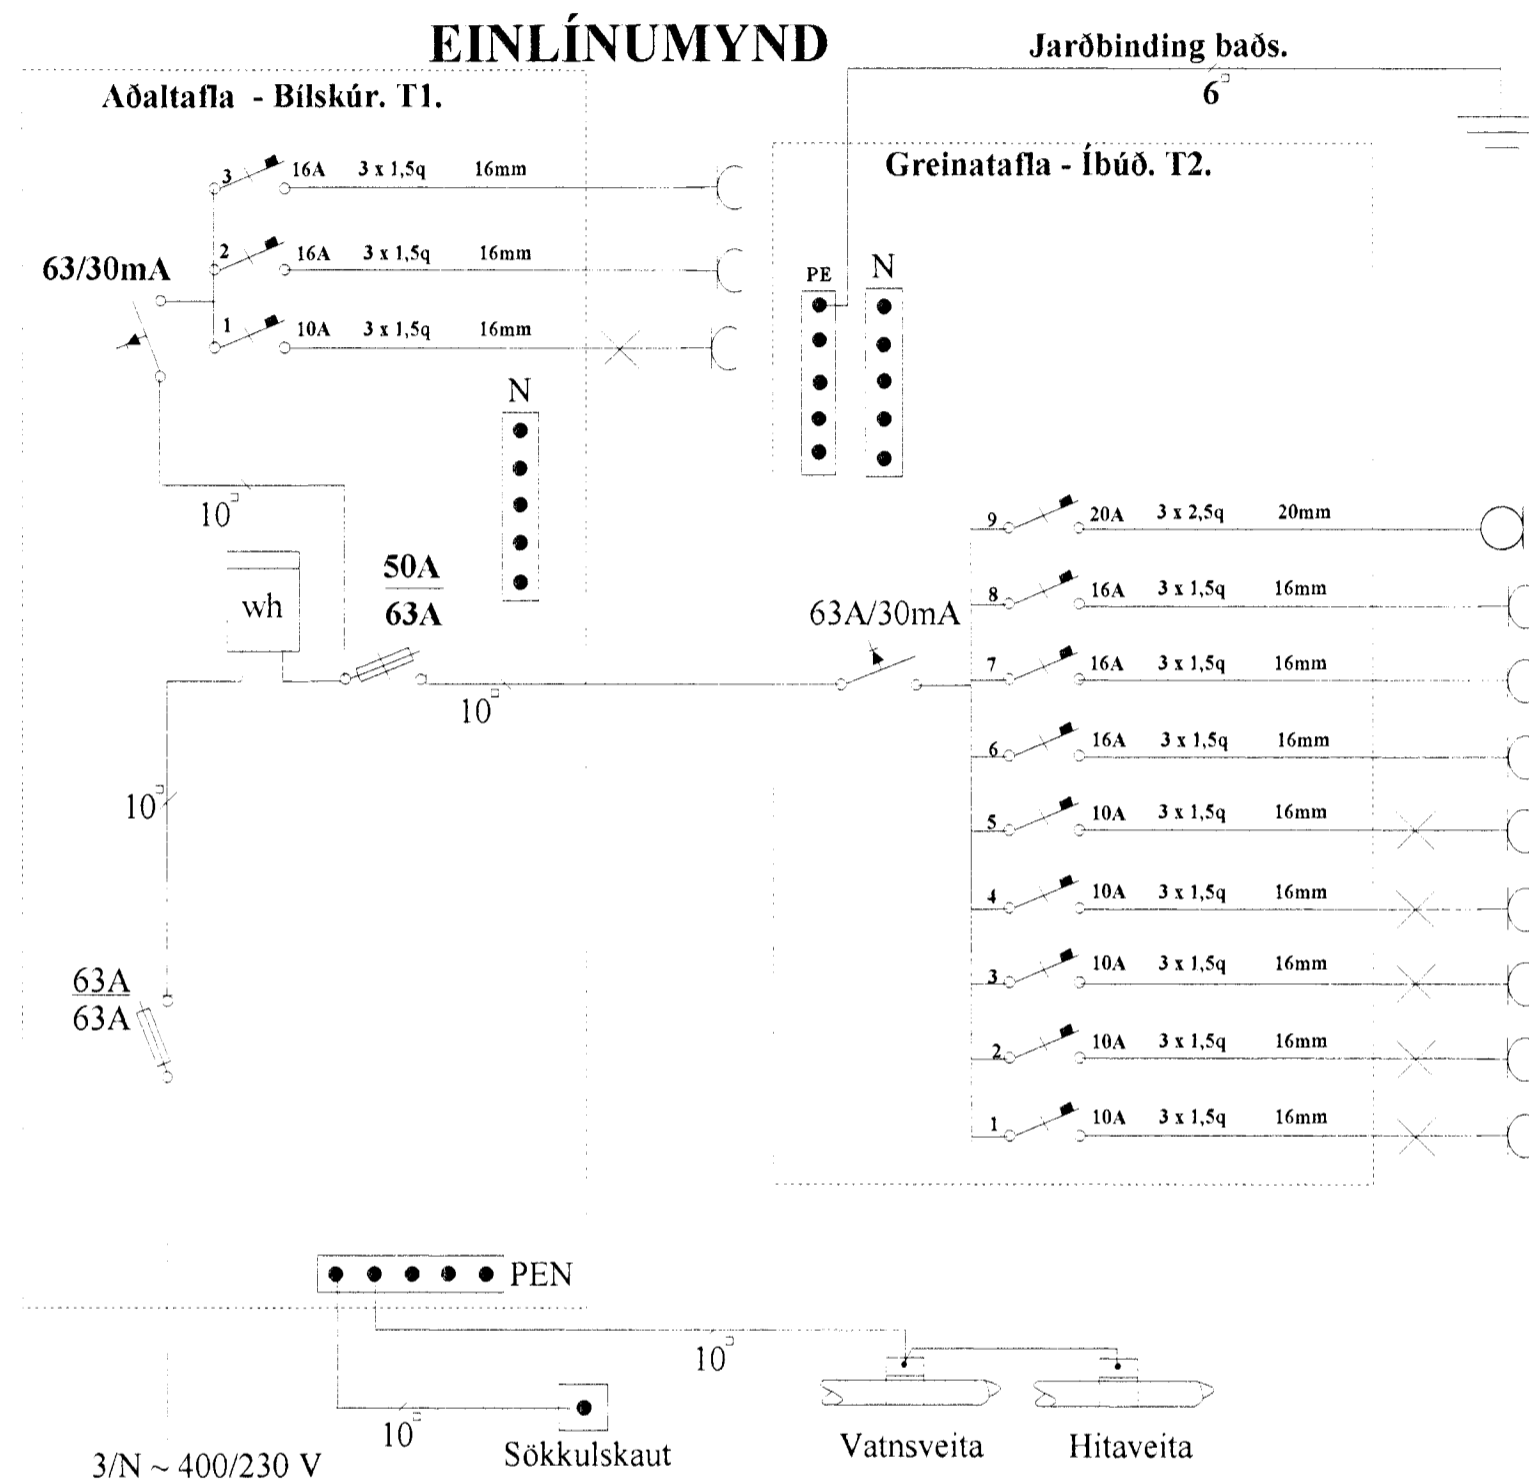 EINLÍNUMYND
Jarðbinding baðs.
6□
Aðaltafla - Bílskúr. T1.
3 16A 3 x 1,5q 16mm
2 16A 3 x 1,5q 16mm
1 10A 3 x 1,5q 16mm
63/30mA
N
10□
50A
63A
wh
10□
10□
63A
63A
PEN
10□
10□
Sökkulskaut
Vatnsveita
Hitaveita
3/N ~ 400/230 V
Greinatafla - Íbúð. T2.
PE
N
63A/30mA
9 20A 3 x 2,5q 20mm
8 16A 3 x 1,5q 16mm
7 16A 3 x 1,5q 16mm
6 16A 3 x 1,5q 16mm
5 10A 3 x 1,5q 16mm
4 10A 3 x 1,5q 16mm
3 10A 3 x 1,5q 16mm
2 10A 3 x 1,5q 16mm
1 10A 3 x 1,5q 16mm